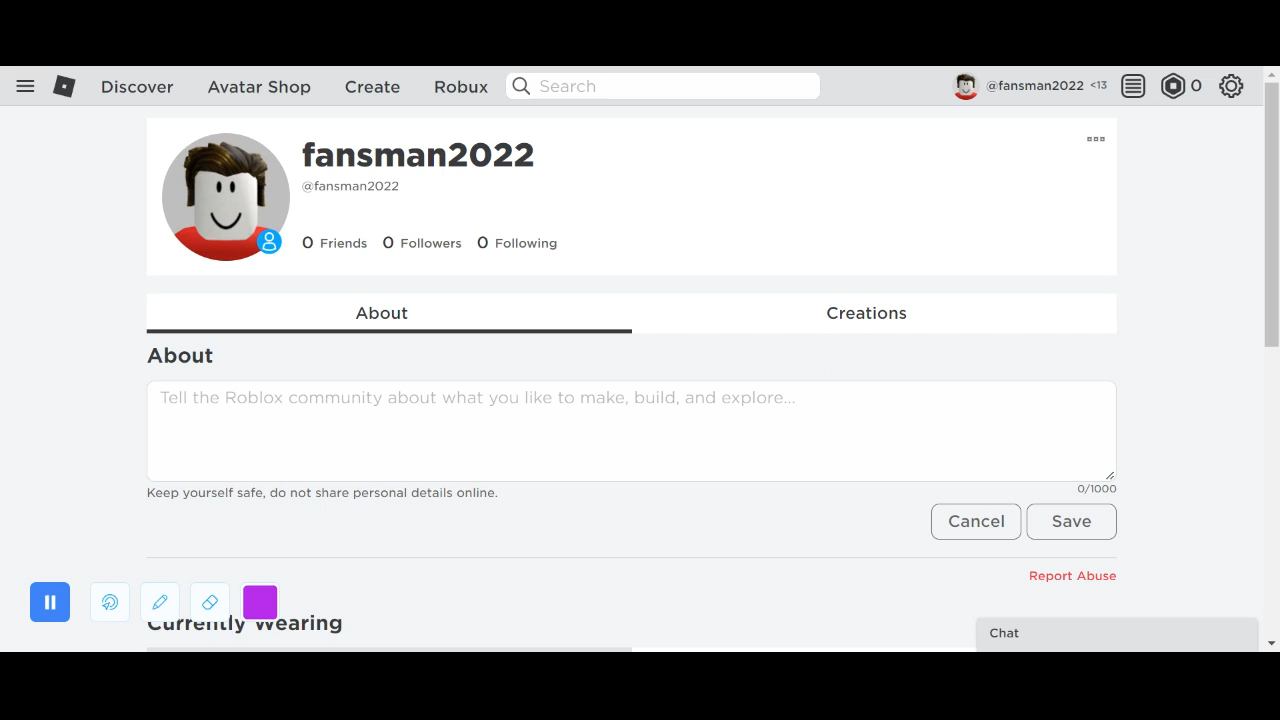 Discover Avatar Shop Create Robux Search @fansman2022 <13 0
fansman2022
@fansman2022
0 Friends 0 Followers 0 Following
About Creations
About
Tell the Roblox community about what you like to make, build, and explore...
Keep yourself safe, do not share personal details online. 0/1000
Cancel Save
Report Abuse
Currently Wearing
Chat